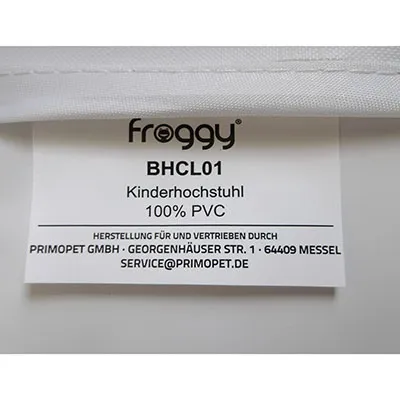 froggy®
BHCL01
Kinderhochstuhl
100% PVC
HERSTELLUNG FÜR UND VERTRIEBEN DURCH
PRIMOPET GMBH · GEORGENHÄUSER STR. 1 · 64409 MESSEL
SERVICE@PRIMOPET.DE